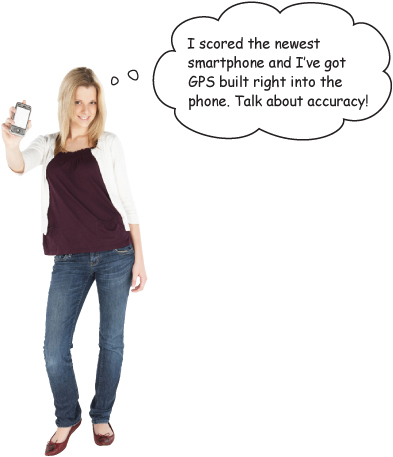 I scored the newest
smartphone and I've got
GPS built right into the
phone. Talk about accuracy!